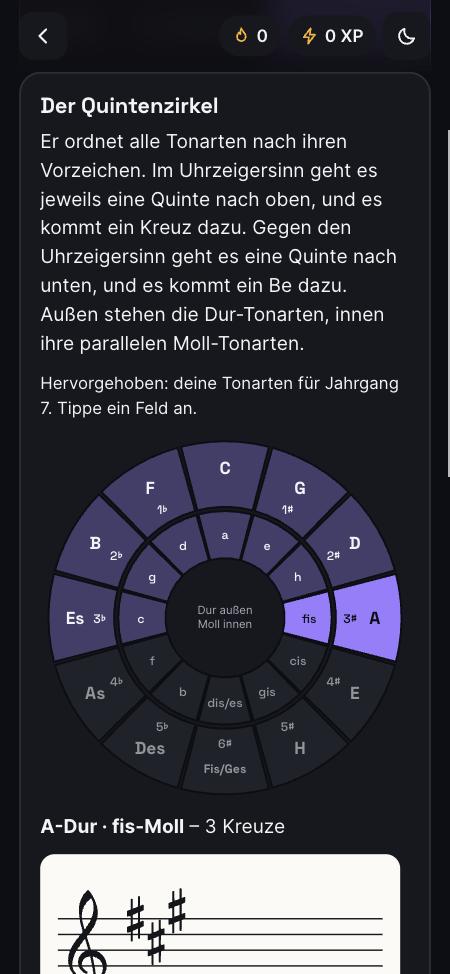 0
0 XP
Der Quintenzirkel
Er ordnet alle Tonarten nach ihren
Vorzeichen. Im Uhrzeigersinn geht es
jeweils eine Quinte nach oben, und es
kommt ein Kreuz dazu. Gegen den
Uhrzeigersinn geht es eine Quinte nach
unten, und es kommt ein Be dazu.
Außen stehen die Dur-Tonarten, innen
ihre parallelen Moll-Tonarten.
Hervorgehoben: deine Tonarten für Jahrgang
7. Tippe ein Feld an.
C
G
1♯
D
2♯
A
3♯
E
4♯
H
5♯
6♯
Fis/Ges
Des
5♭
As
4♭
Es
3♭
B
2♭
F
1♭
a
e
h
fis
cis
gis
dis/es
b
f
c
g
d
Dur außen
Moll innen
A-Dur · fis-Moll – 3 Kreuze